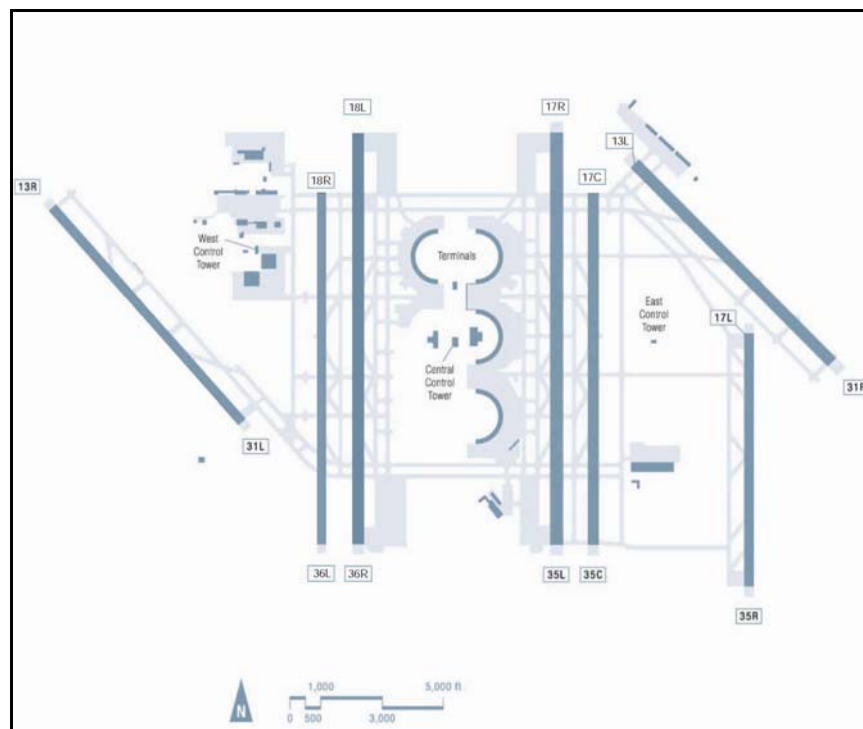 18L
17R
13L
18R
17C
13R
West
Control
Tower
Terminals
East
Control
Tower
17L
Central
Control
Tower
31R
31L
36L
36R
35L
35C
35R
N
1,000
5,000 ft
0
500
3,000